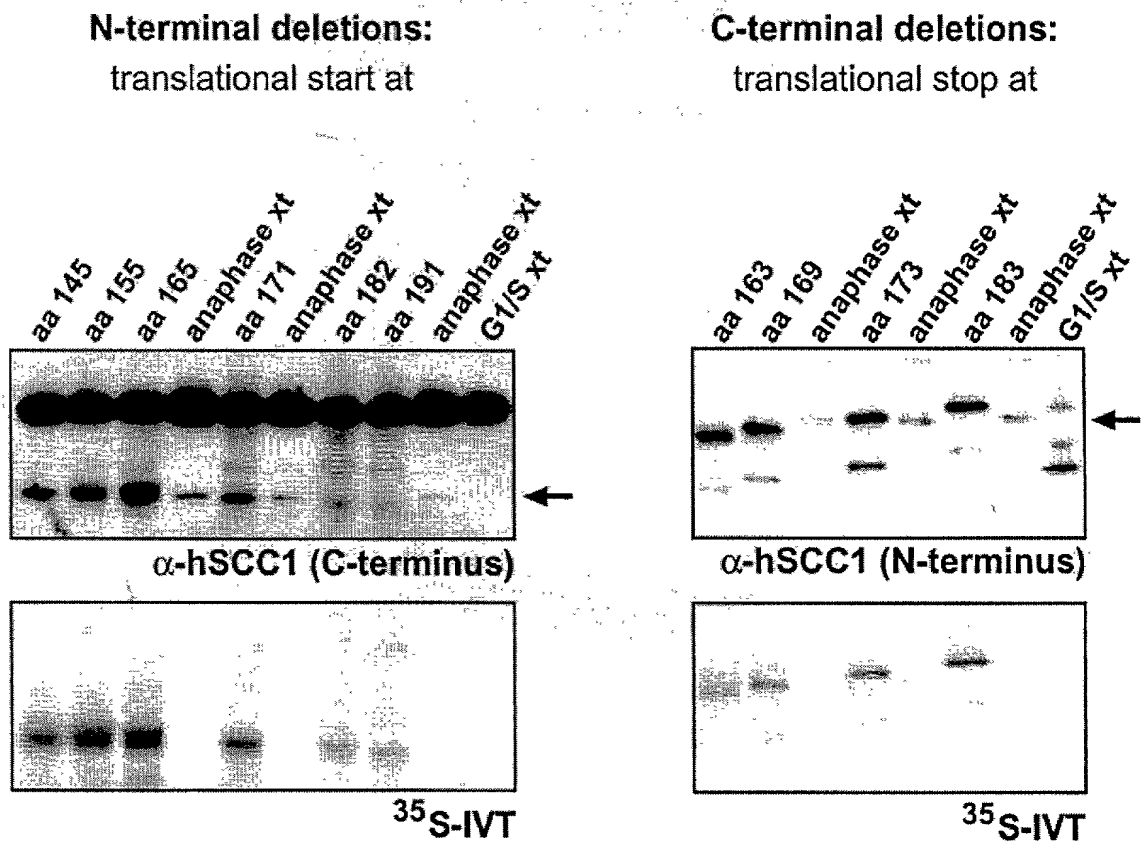 N-terminal deletions:
translational start at
aa 145
aa 155
aa 165
anaphase xt
aa 171
anaphase xt
aa 182
aa 191
anaphase xt
G1/S xt
α-hSCC1 (C-terminus)
35S-IVT
C-terminal deletions:
translational stop at
aa 163
aa 169
anaphase xt
aa 173
anaphase xt
aa 183
anaphase xt
G1/S xt
α-hSCC1 (N-terminus)
35S-IVT